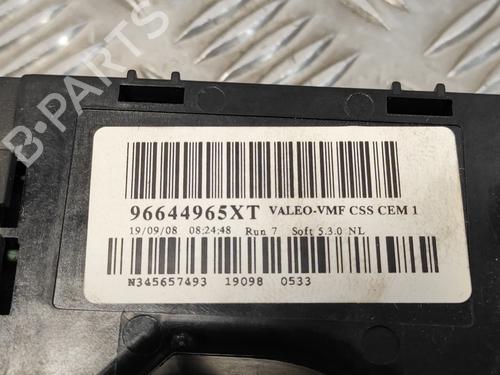 B-PARTS
96644965XT VALEO-VMF CSS CEM 1
19/09/08 08:24:48 Run 7 Soft 5.3.0 NL
N345657493 19098 0533